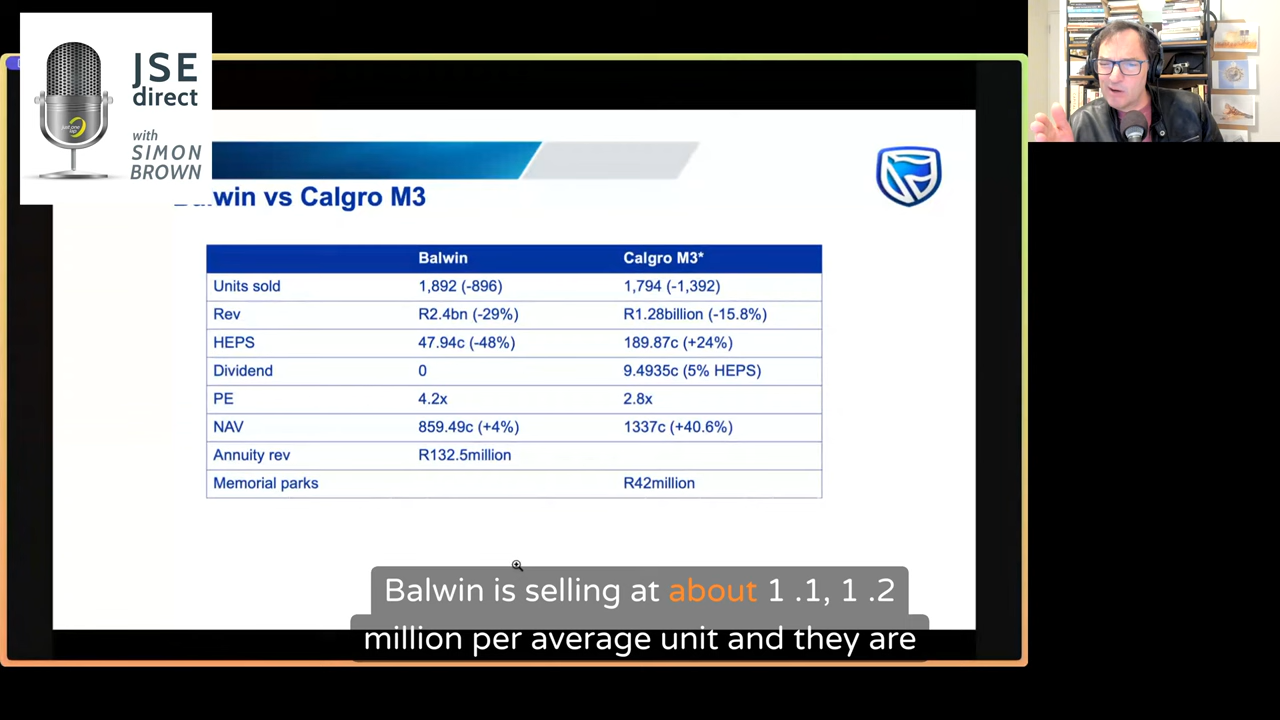 JSE
direct
with
SIMON
BROWN
Balwin vs Calgro M3
Balwin Calgro M3*
Units sold 1,892 (-896) 1,794 (-1,392)
Rev R2.4bn (-29%) R1.28billion (-15.8%)
HEPS 47.94c (-48%) 189.87c (+24%)
Dividend 0 9.4935c (5% HEPS)
PE 4.2x 2.8x
NAV 859.49c (+4%) 1337c (+40.6%)
Annuity rev R132.5million
Memorial parks R42million
Balwin is selling at about 1 .1, 1 .2
million per average unit and they are